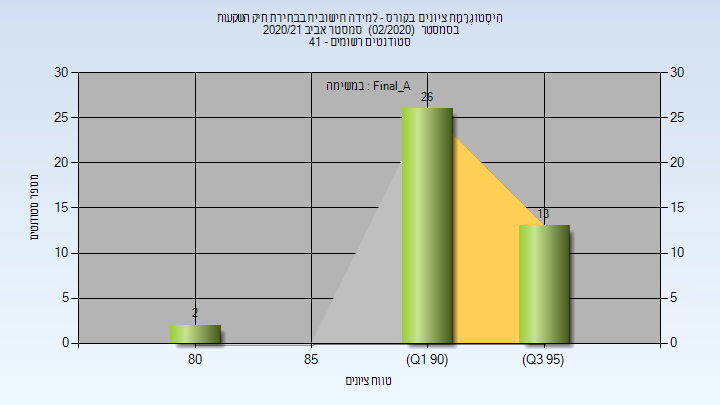 היסטוגרמת ציונים בקורס - למידה חישובית בבחירת תיק השקעות
בסמסטר (02/2020) סמסטר אביב 2020/21
סטודנטים רשומים - 41
במשימה : Final_A
30 30
25 25
20 20
15 15
10 10
5 5
0 0
26
13
2
מספר סטודנטים
80 85 (Q1 90) (Q3 95)
טווח ציונים